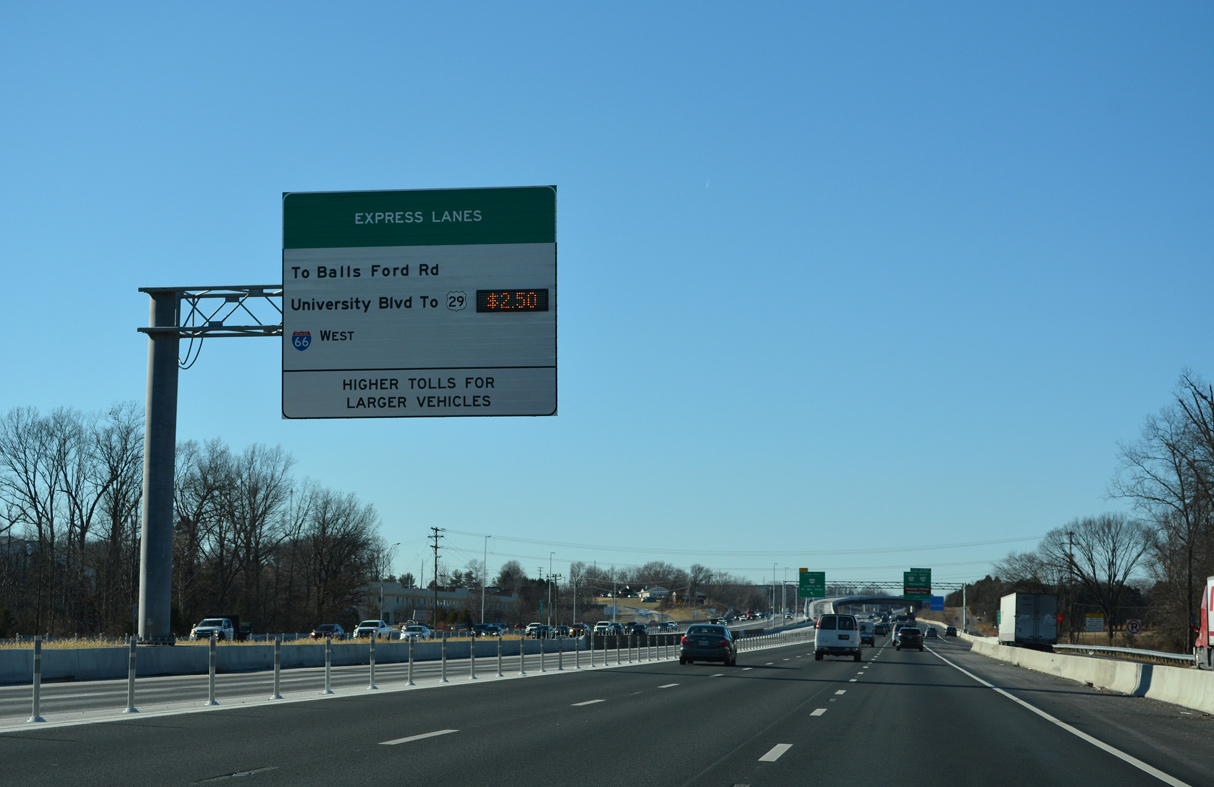 EXPRESS LANES
To Balls Ford Rd
University Blvd To 29 $2.50
66 WEST
HIGHER TOLLS FOR
LARGER VEHICLES